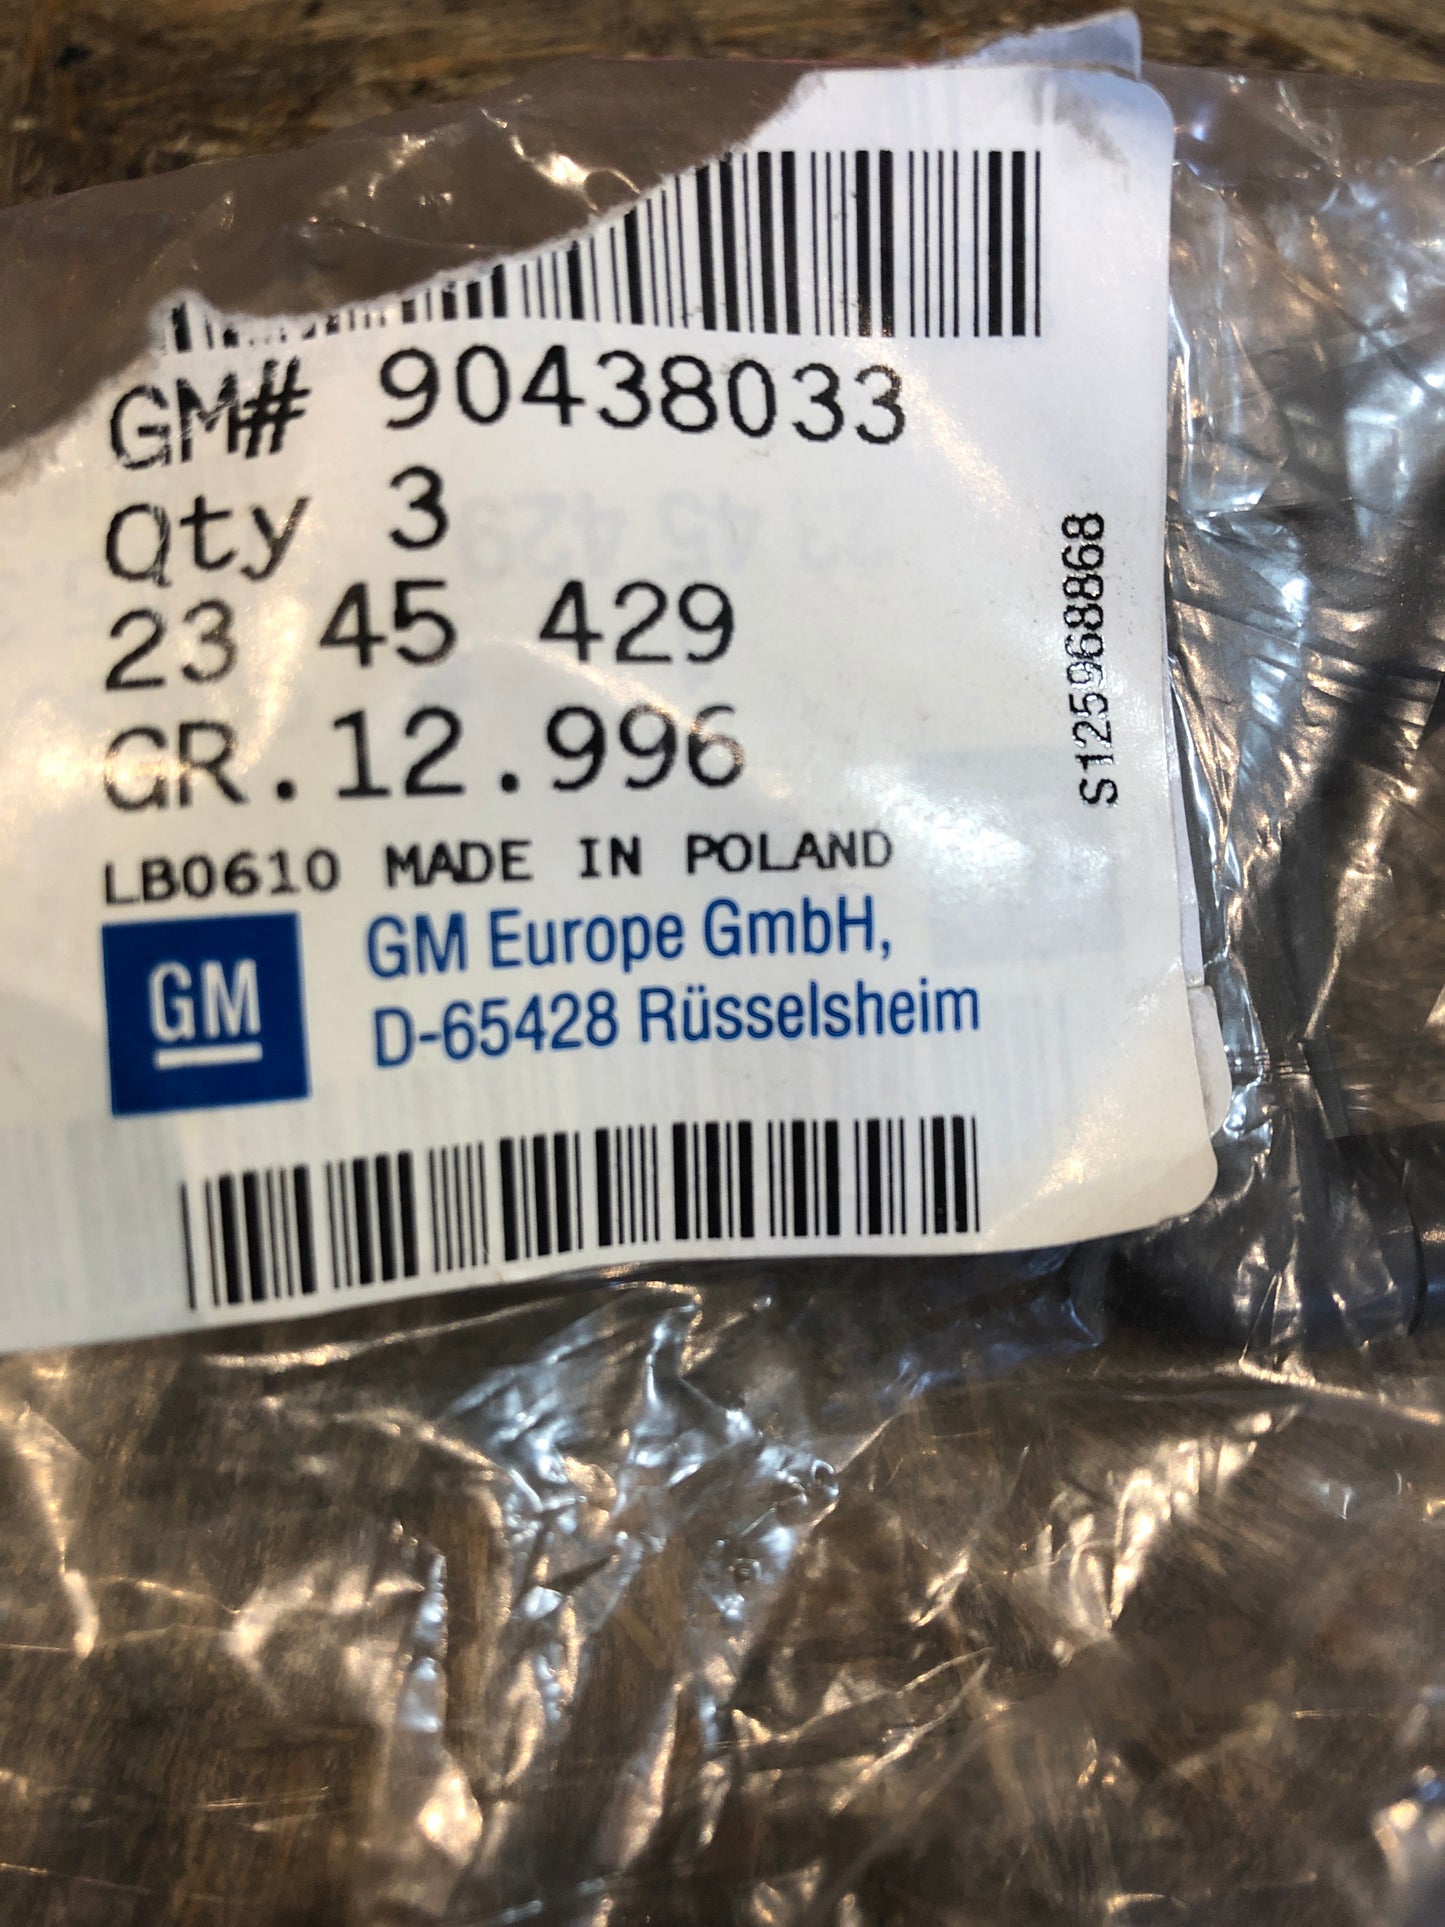 GM# 90438033
Qty 3
23 45 429
GR.12.996
LB0610 MADE IN POLAND
GM
GM Europe GmbH,
D-65428 Rüsselsheim
S125968868